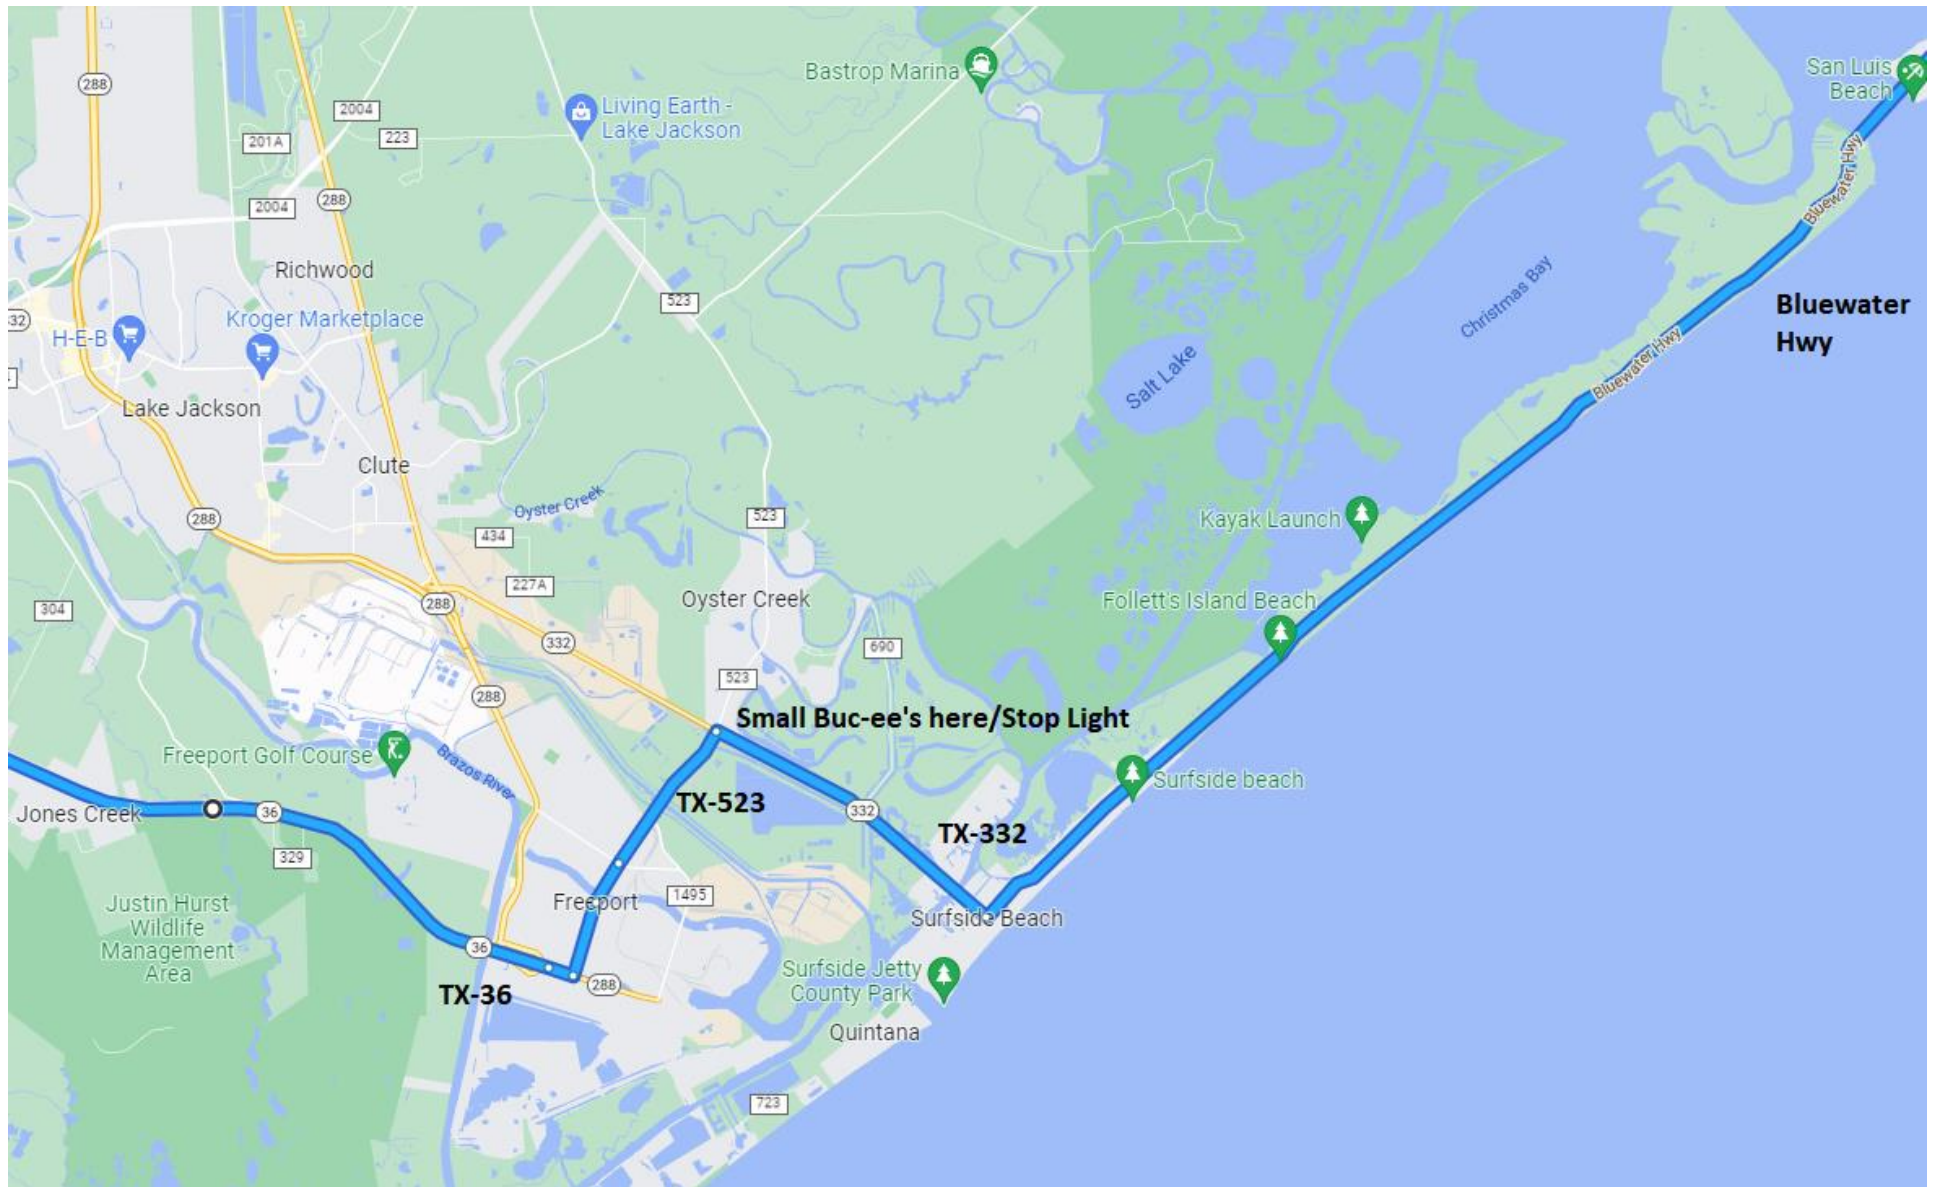 Bastrop Marina
San Luis
Beach
288
Living Earth -
Lake Jackson
2004
223
201A
Bluewater Hwy
288
2004
Bluewater Hwy
Richwood
523
Christmas Bay
Bluewater
Hwy
32
Kroger Marketplace
H-E-B
Bluewater Hwy
Salt Lake
Lake Jackson
Clute
Oyster Creek
288
523
Kayak Launch
434
227A
304
288
Oyster Creek
Follett's Island Beach
332
690
523
288
Small Buc-ee's here/Stop Light
Freeport Golf Course
Brazos River
Surfside beach
TX-523
Jones Creek
36
332
TX-332
329
1495
Freeport
Justin Hurst
Wildlife
Management
Area
Surfside Beach
36
288
TX-36
Surfside Jetty
County Park
Quintana
723